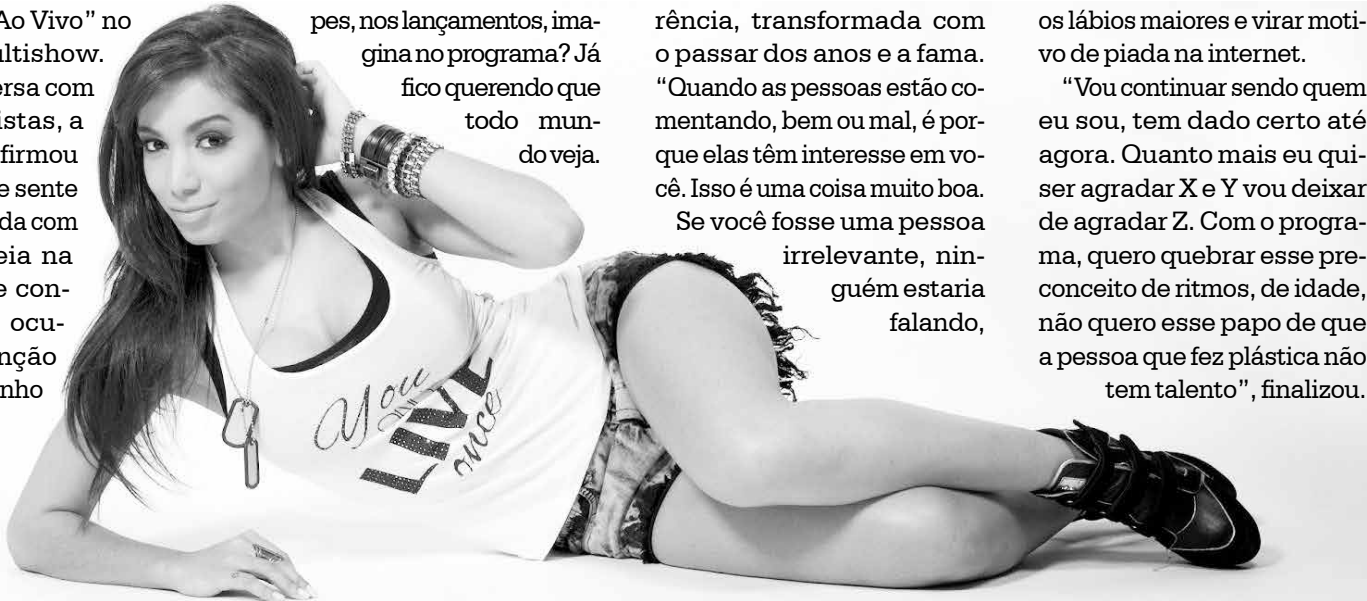 Ao Vivo” no
ltishow.
ersa com
istas, a
firmou
e sente
da com
eia na
e con-
ocu-
nção
nho
pes, nos lançamentos, ima-
gina no programa? Já
fico querendo que
todo mun-
do veja.
rência, transformada com
o passar dos anos e a fama.
“Quando as pessoas estão co-
mentando, bem ou mal, é por-
que elas têm interesse em vo-
cê. Isso é uma coisa muito boa.
Se você fosse uma pessoa
irrelevante, nin-
guém estaria
falando,
os lábios maiores e virar moti-
vo de piada na internet.
“Vou continuar sendo quem
eu sou, tem dado certo até
agora. Quanto mais eu qui-
ser agradar X e Y vou deixar
de agradar Z. Com o progra-
ma, quero quebrar esse pre-
conceito de ritmos, de idade,
não quero esse papo de que
a pessoa que fez plástica não
tem talento”, finalizou.
You
LIVE
once